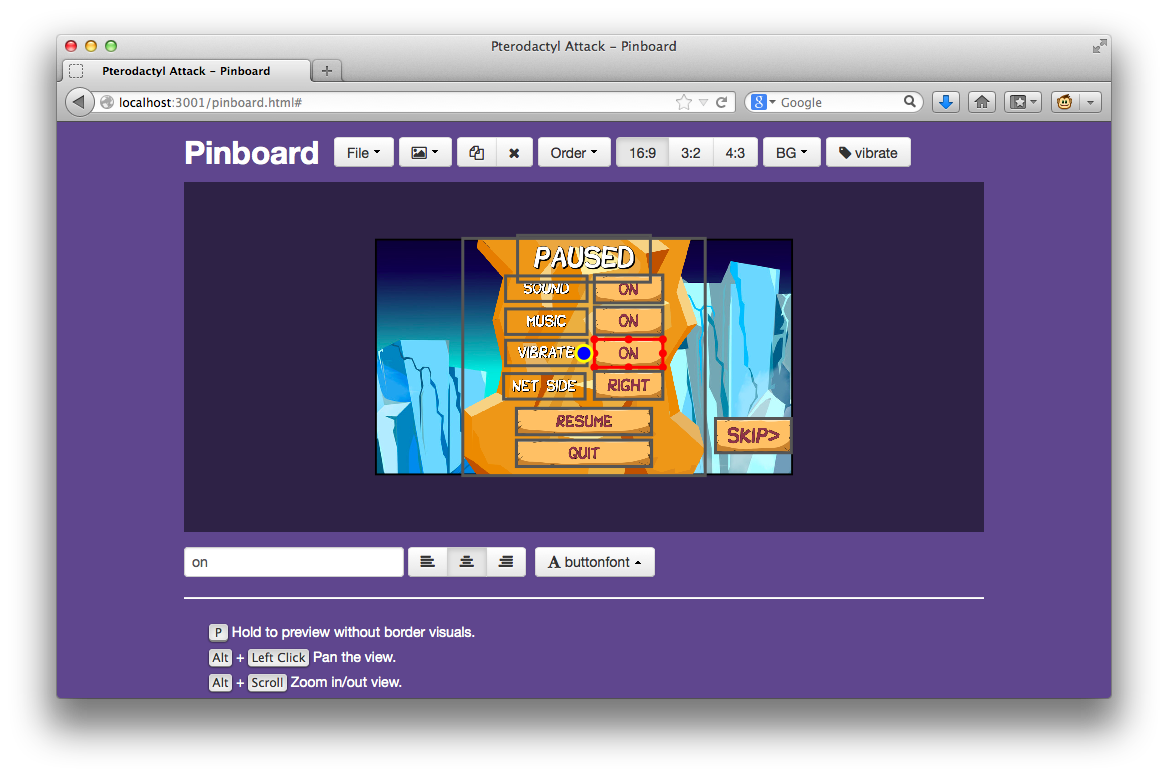 Pterodactyl Attack – Pinboard
Pterodactyl Attack – Pinboard
localhost:3001/pinboard.html#
Google
Pinboard File Order 16:9 3:2 4:3 BG vibrate
PAUSED
SOUND ON
MUSIC ON
VIBRATE ON
NET SIDE RIGHT
RESUME
SKIP>
QUIT
on
A buttonfont
P Hold to preview without border visuals.
Alt + Left Click Pan the view.
Alt + Scroll Zoom in/out view.